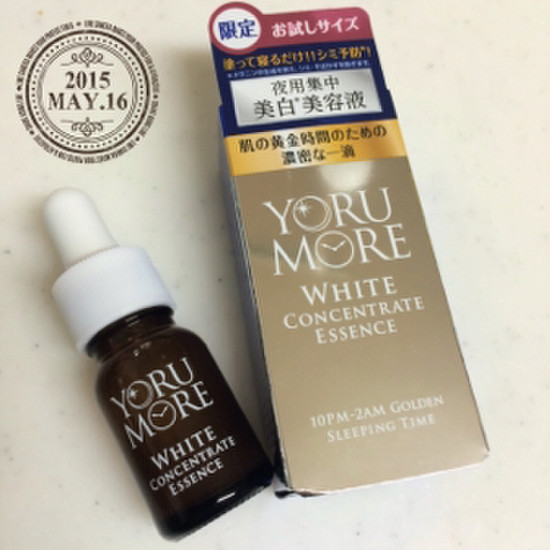 2015
MAY.16
限定
お試しサイズ
塗って寝るだけ!!シミ予防*!
夜用集中
美白*美容液
肌の黄金時間のための
濃密な一滴
YORU
MORE
WHITE
CONCENTRATE
ESSENCE
10PM-2AM GOLDEN
SLEEPING TIME
YORU
MORE
WHITE
CONCENTRATE
ESSENCE